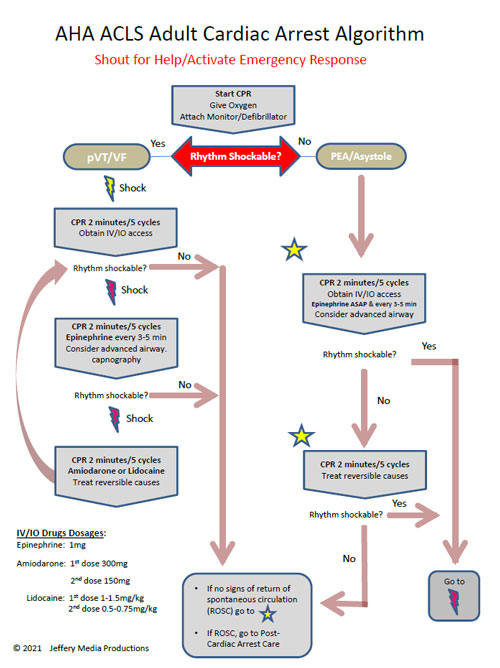 AHA ACLS Adult Cardiac Arrest Algorithm
Shout for Help/Activate Emergency Response
Start CPR
Give Oxygen
Attach Monitor/Defibrillator
Yes
No
pVT/VF
Rhythm Shockable?
PEA/Asystole
Shock
CPR 2 minutes/5 cycles
Obtain IV/IO access
Rhythm shockable?
No
Shock
CPR 2 minutes/5 cycles
Epinephrine every 3-5 min
Consider advanced airway.
capnography
Rhythm shockable?
No
Shock
CPR 2 minutes/5 cycles
Amiodarone or Lidocaine
Treat reversible causes
CPR 2 minutes/5 cycles
Obtain IV/IO access
Epinephrine ASAP & every 3-5 min
Consider advanced airway
Rhythm shockable?
Yes
No
CPR 2 minutes/5 cycles
Treat reversible causes
Rhythm shockable?
Yes
No
Go to
IV/IO Drugs Dosages:
Epinephrine: 1mg
Amiodarone: 1st dose 300mg
2nd dose 150mg
Lidocaine: 1st dose 1-1.5mg/kg
2nd dose 0.5-0.75mg/kg
• If no signs of return of
spontaneous circulation
(ROSC) go to
• If ROSC, go to Post-
Cardiac Arrest Care
© 2021 Jeffery Media Productions